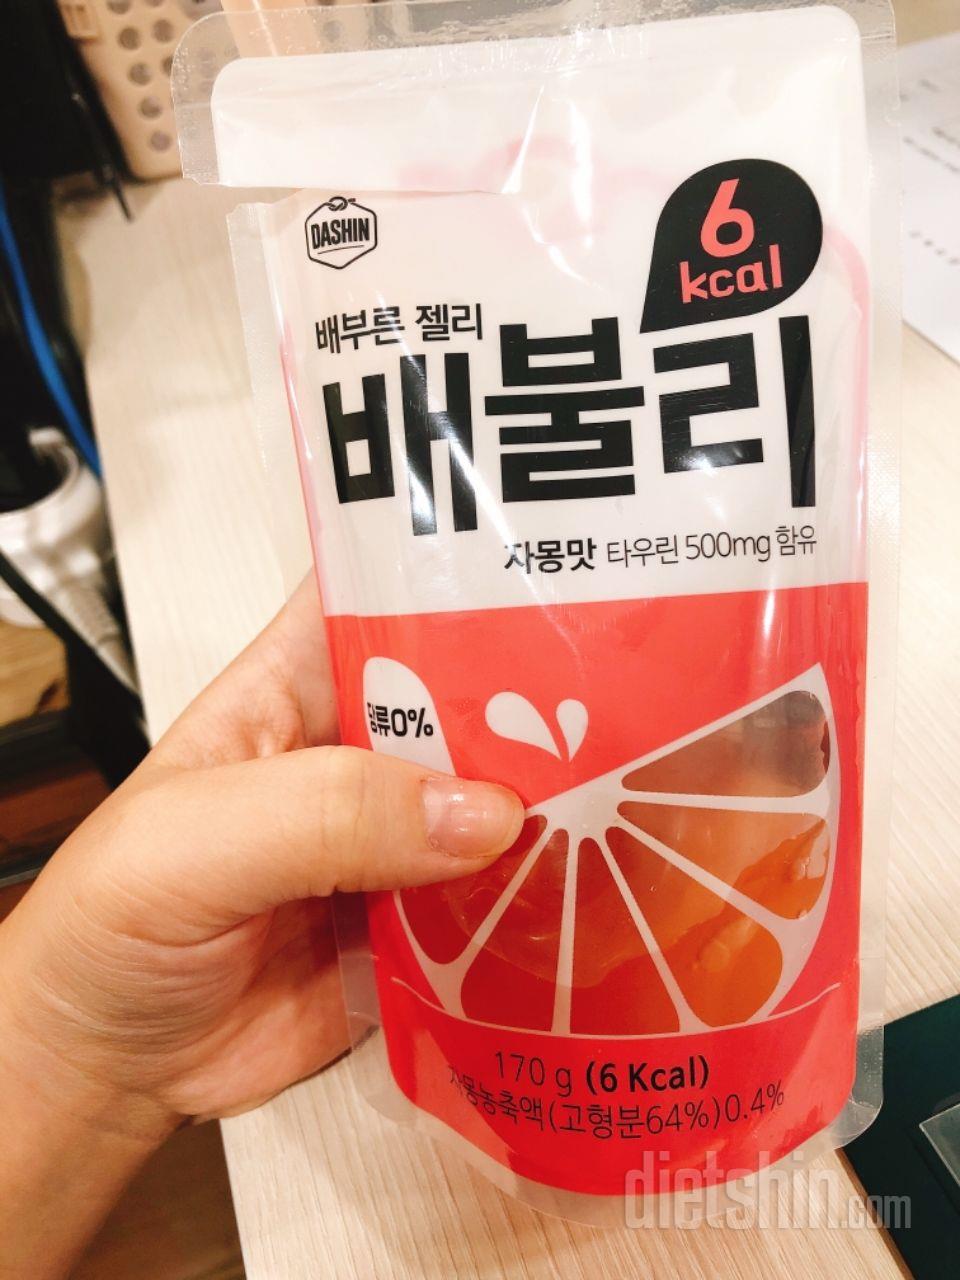 DASHIN
6
kcal
배부른 젤리
배불리
자몽맛 타우린 500mg 함유
당류0%
170 g (6 Kcal)
자몽농축액(고형분64%)0.4%
dietshin.com